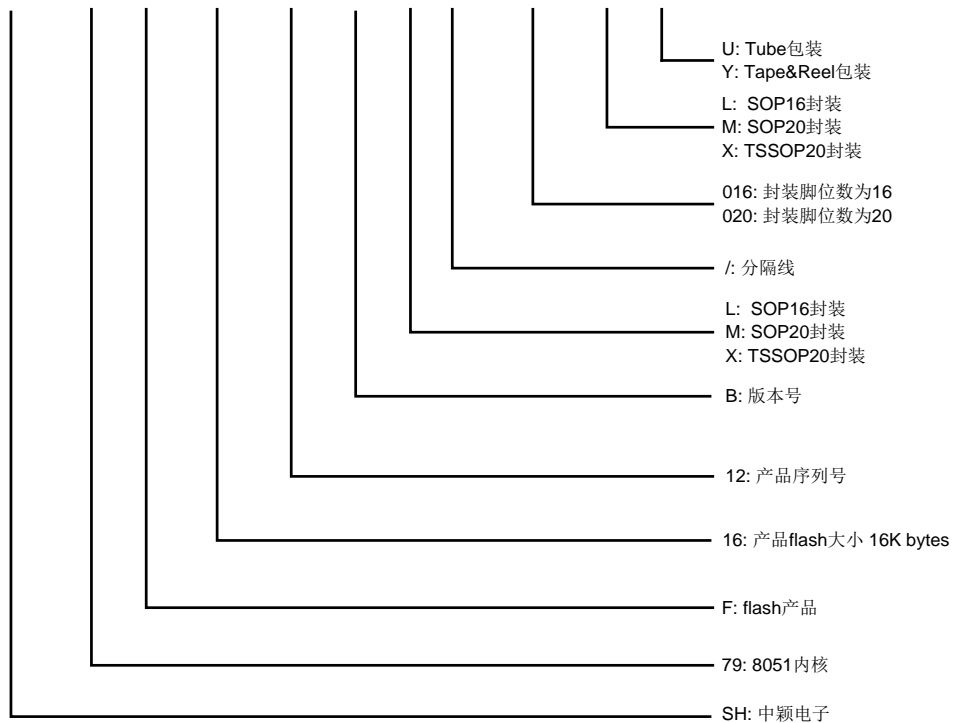 U: Tube包装
Y: Tape&Reel包装
L: SOP16封装
M: SOP20封装
X: TSSOP20封装
016: 封装脚位数为16
020: 封装脚位数为20
/: 分隔线
L: SOP16封装
M: SOP20封装
X: TSSOP20封装
B: 版本号
12: 产品序列号
16: 产品flash大小 16K bytes
F: flash产品
79: 8051内核
SH: 中颖电子